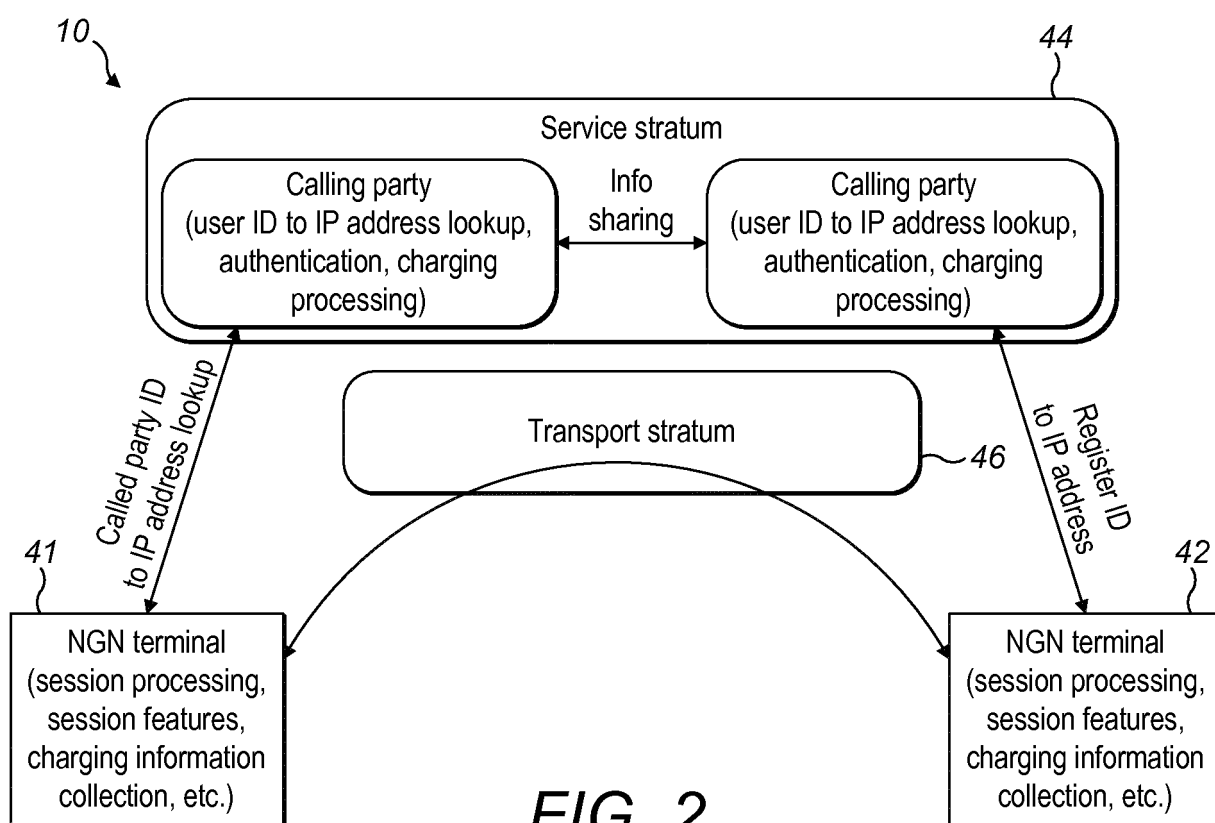 10
44
Service stratum
Calling party
(user ID to IP address lookup,
authentication, charging
processing)
Info
sharing
Calling party
(user ID to IP address lookup,
authentication, charging
processing)
Called party ID
to IP address lookup
Transport stratum
46
Register ID
to IP address
41
NGN terminal
(session processing,
session features,
charging information
collection, etc.)
42
NGN terminal
(session processing,
session features,
charging information
collection, etc.)
FIG. 2